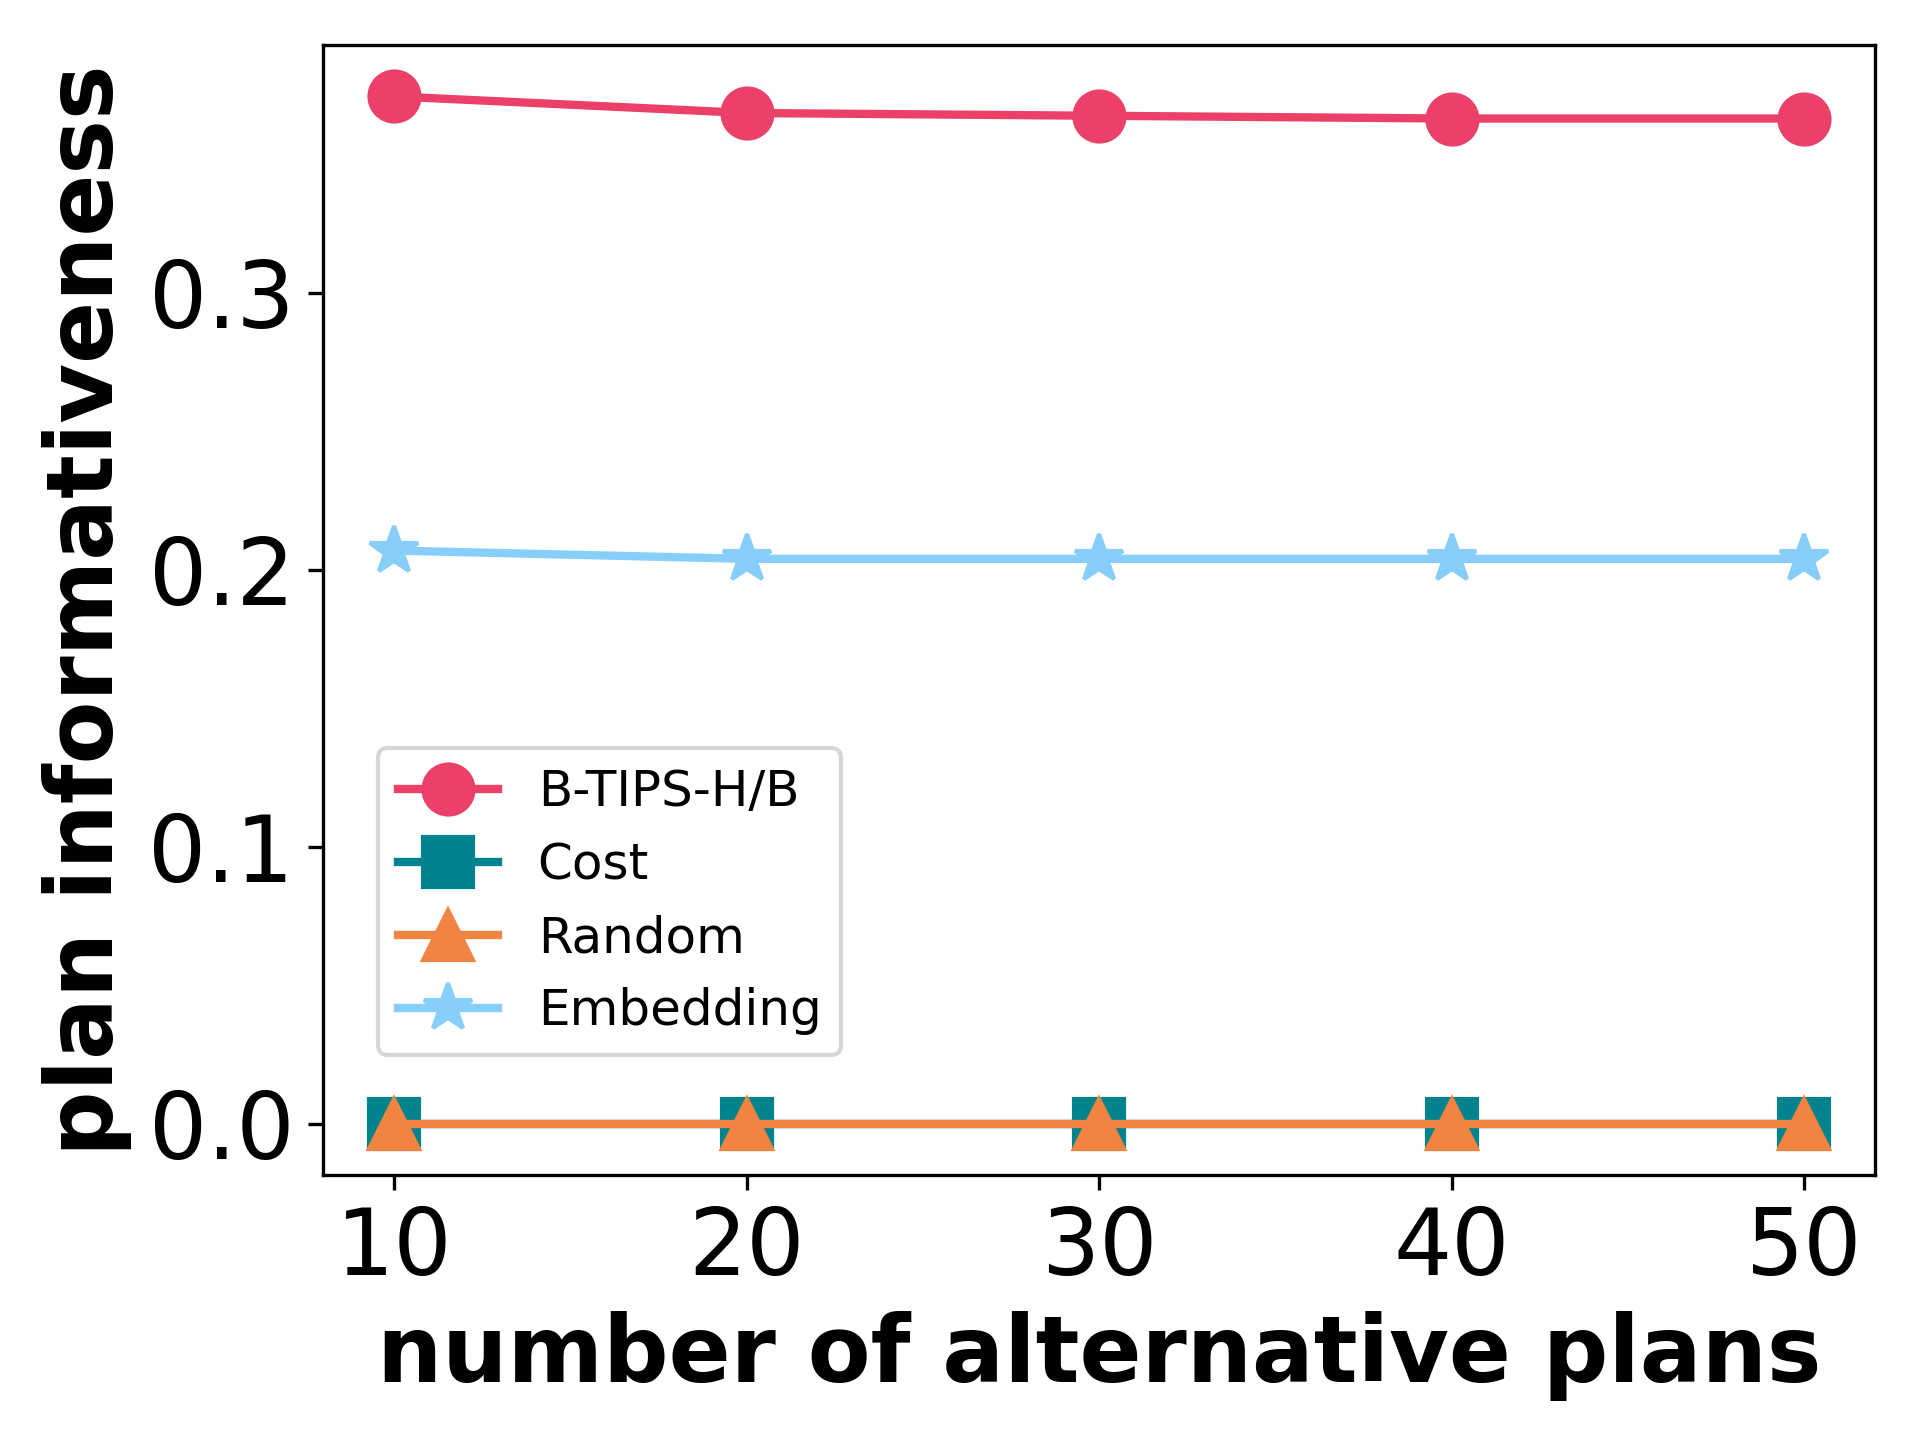 plan informativeness
0.3
0.2
0.1
0.0
B-TIPS-H/B
Cost
Random
Embedding
10 20 30 40 50
number of alternative plans